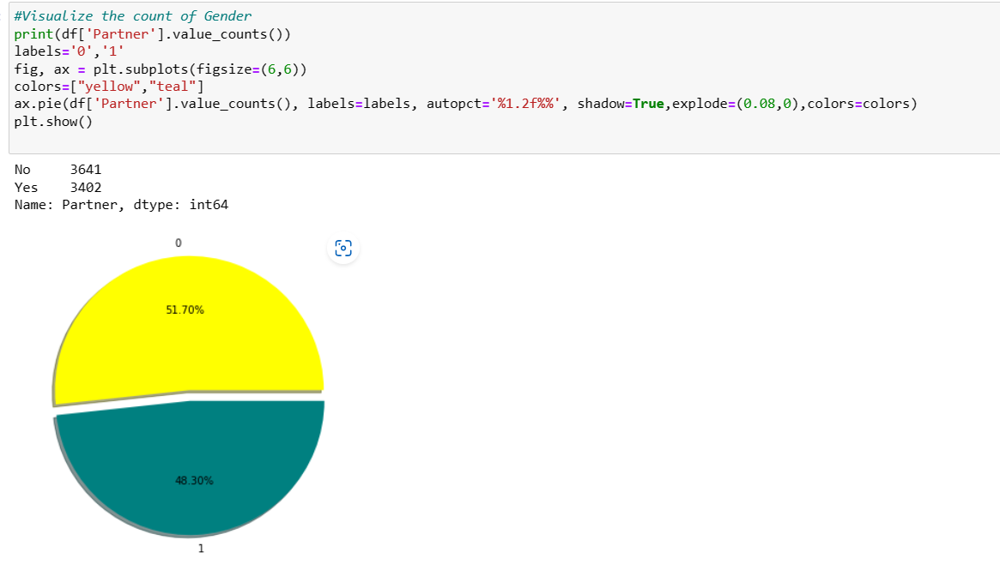 #Visualize the count of Gender
print(df['Partner'].value_counts())
labels='0','1'
fig, ax = plt.subplots(figsize=(6,6))
colors=["yellow","teal"]
ax.pie(df['Partner'].value_counts(), labels=labels, autopct='%1.2f%%', shadow=True,explode=(0.08,0),colors=colors)
plt.show()
No     3641
Yes    3402
Name: Partner, dtype: int64
0
51.70%
48.30%
1